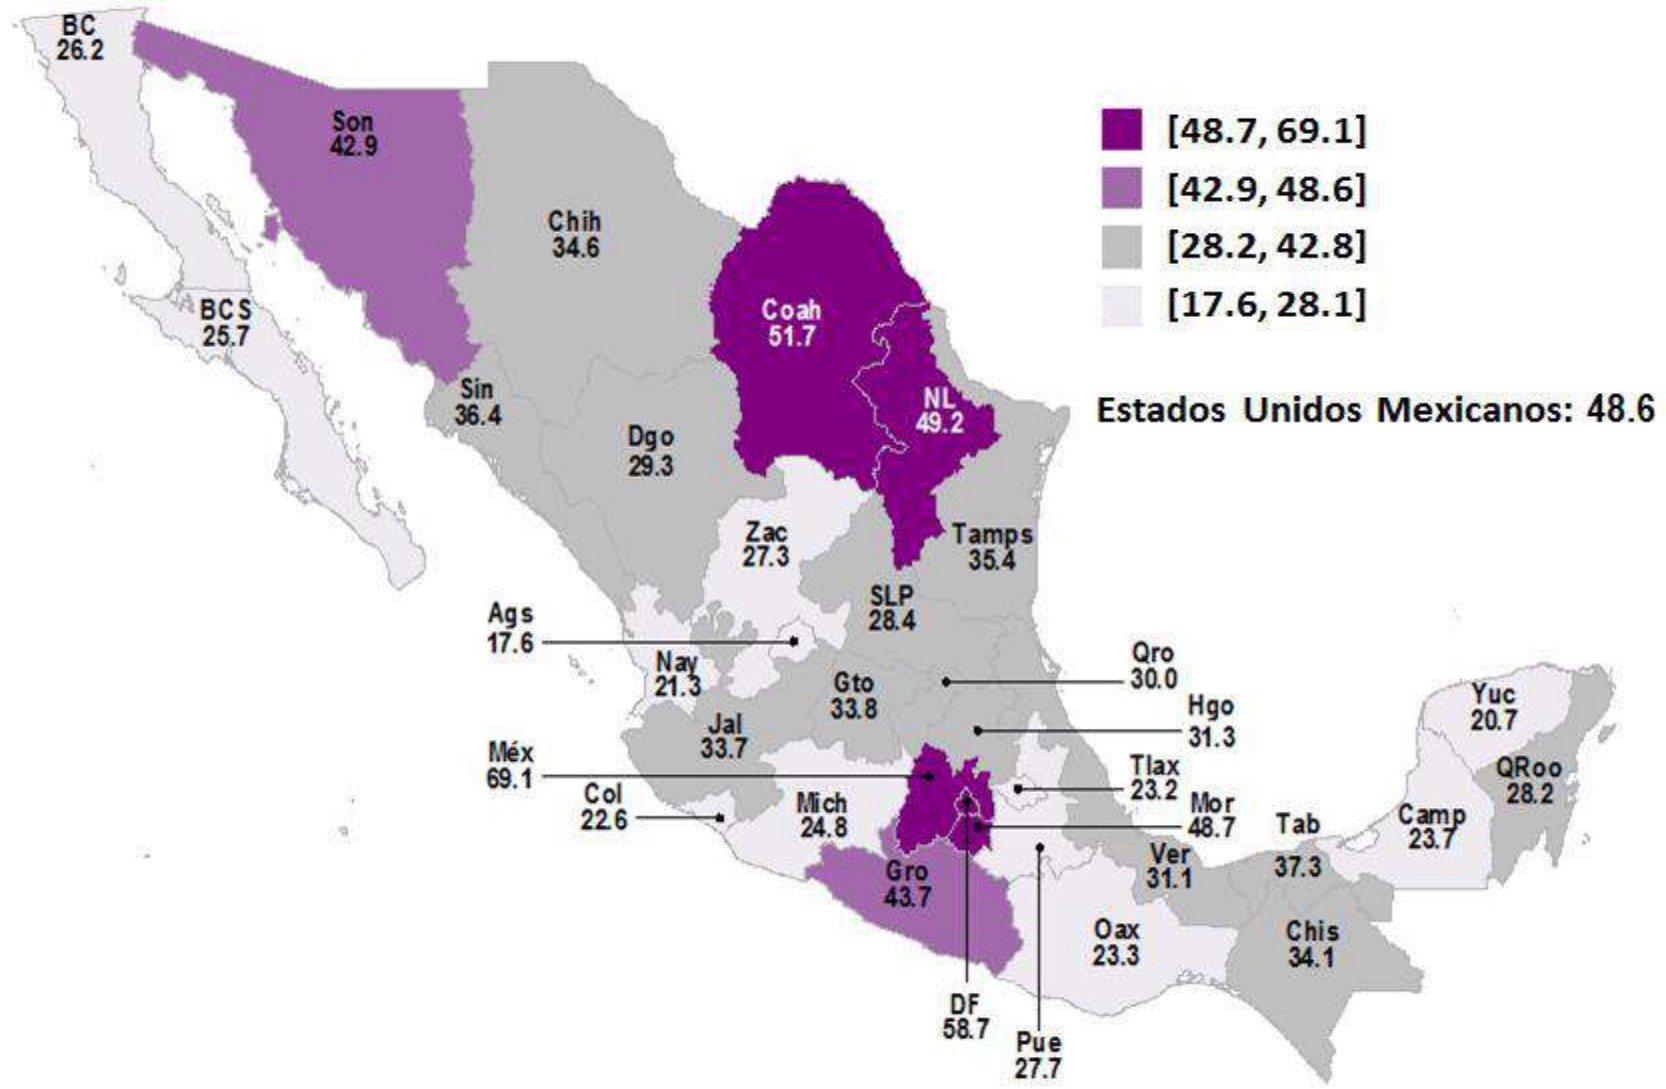 BC
26.2
Son
42.9
Chih
34.6
Coah
51.7
BCS
25.7
Sin
36.4
Dgo
29.3
NL
49.2
Zac
27.3
Tamps
35.4
SLP
28.4
Ags
17.6
Nay
21.3
Gto
33.8
Jal
33.7
Méx
69.1
Col
22.6
Mich
24.8
Gro
43.7
Qro
30.0
Hgo
31.3
Tlax
23.2
Mor
48.7
DF
58.7
Pue
27.7
Oax
23.3
Ver
31.1
Tab
37.3
Chis
34.1
Camp
23.7
Yuc
20.7
QRoo
28.2
[48.7, 69.1]
[42.9, 48.6]
[28.2, 42.8]
[17.6, 28.1]
Estados Unidos Mexicanos: 48.6